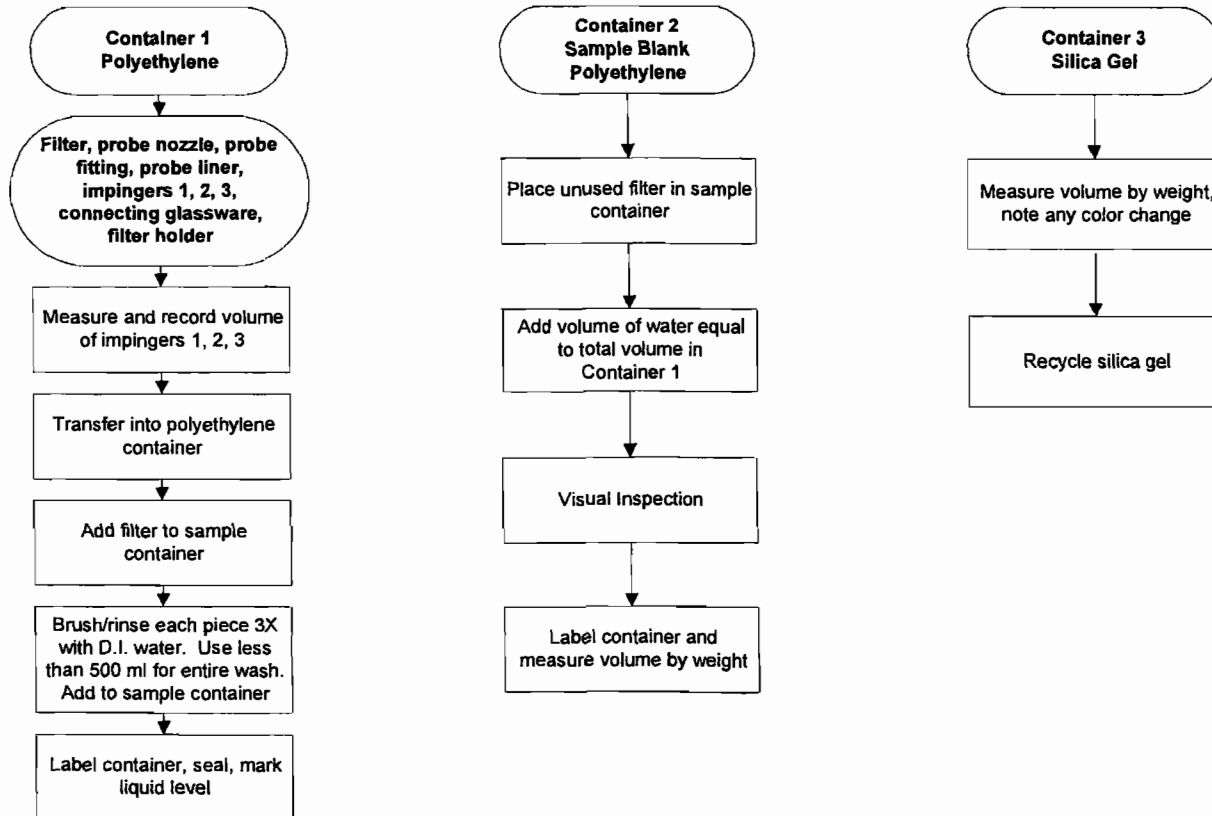 Container 1
Polyethylene
Filter, probe nozzle, probe
fitting, probe liner,
impingers 1, 2, 3,
connecting glassware,
filter holder
Measure and record volume
of impingers 1, 2, 3
Transfer into polyethylene
container
Add filter to sample
container
Brush/rinse each piece 3X
with D.I. water. Use less
than 500 ml for entire wash.
Add to sample container
Label container, seal, mark
liquid level
Container 2
Sample Blank
Polyethylene
Place unused filter in sample
container
Add volume of water equal
to total volume in
Container 1
Visual Inspection
Label container and
measure volume by weight
Container 3
Silica Gel
Measure volume by weight,
note any color change
Recycle silica gel